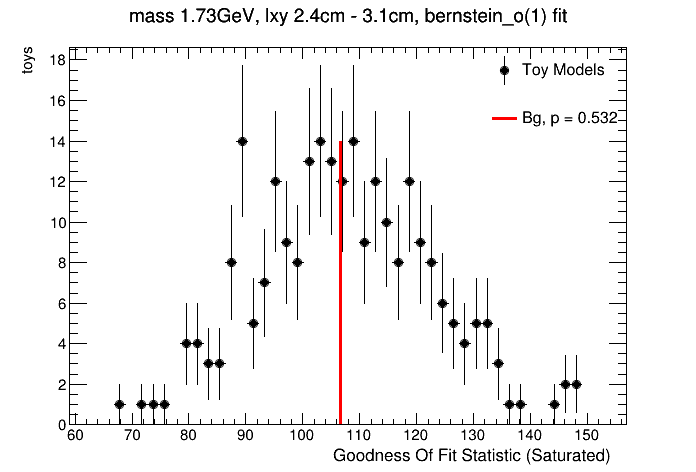 mass 1.73GeV, lxy 2.4cm - 3.1cm, bernstein_o(1) fit
toys
18
16
14
12
10
8
6
4
2
0
Toy Models
Bg, p = 0.532
60 70 80 90 100 110 120 130 140 150
Goodness Of Fit Statistic (Saturated)